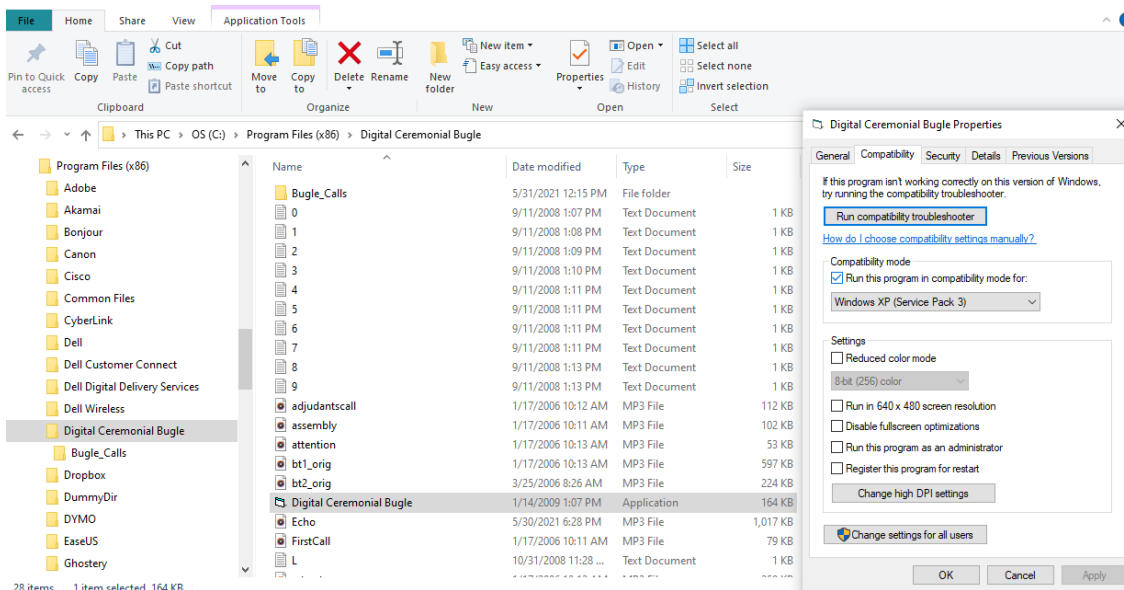 File Home Share View Application Tools
Pin to Quick access
Copy
Paste
Cut
Copy path
Paste shortcut
Clipboard
Move to
Copy to
Delete
Rename
Organize
New folder
New item
Easy access
New
Properties
Open
Edit
History
Open
Select all
Select none
Invert selection
Select
This PC > OS (C:) > Program Files (x86) > Digital Ceremonial Bugle
Program Files (x86)
Adobe
Akamai
Bonjour
Canon
Cisco
Common Files
CyberLink
Dell
Dell Customer Connect
Dell Digital Delivery Services
Dell Wireless
Digital Ceremonial Bugle
Bugle_Calls
Dropbox
DummyDir
DYMO
EaseUS
Ghostery
Name Date modified Type Size
Bugle_Calls 5/31/2021 12:15 PM File folder
0 9/11/2008 1:07 PM Text Document 1 KB
1 9/11/2008 1:08 PM Text Document 1 KB
2 9/11/2008 1:09 PM Text Document 1 KB
3 9/11/2008 1:10 PM Text Document 1 KB
4 9/11/2008 1:11 PM Text Document 1 KB
5 9/11/2008 1:11 PM Text Document 1 KB
6 9/11/2008 1:11 PM Text Document 1 KB
7 9/11/2008 1:11 PM Text Document 1 KB
8 9/11/2008 1:13 PM Text Document 1 KB
9 9/11/2008 1:13 PM Text Document 1 KB
adjudantscall 1/17/2006 10:12 AM MP3 File 112 KB
assembly 1/17/2006 10:11 AM MP3 File 102 KB
attention 1/17/2006 10:13 AM MP3 File 53 KB
bt1_orig 1/17/2006 10:13 AM MP3 File 597 KB
bt2_orig 3/25/2006 8:26 AM MP3 File 224 KB
Digital Ceremonial Bugle 1/14/2009 1:07 PM Application 164 KB
Echo 5/30/2021 6:28 PM MP3 File 1,017 KB
FirstCall 1/17/2006 10:11 AM MP3 File 79 KB
L 10/31/2008 11:28 ... Text Document 1 KB
28 items 1 item selected 164 KB
Digital Ceremonial Bugle Properties
General Compatibility Security Details Previous Versions
If this program isn't working correctly on this version of Windows,
try running the compatibility troubleshooter.
Run compatibility troubleshooter
How do I choose compatibility settings manually?
Compatibility mode
Run this program in compatibility mode for:
Windows XP (Service Pack 3)
Settings
Reduced color mode
8-bit (256) color
Run in 640 x 480 screen resolution
Disable fullscreen optimizations
Run this program as an administrator
Register this program for restart
Change high DPI settings
Change settings for all users
OK Cancel Apply